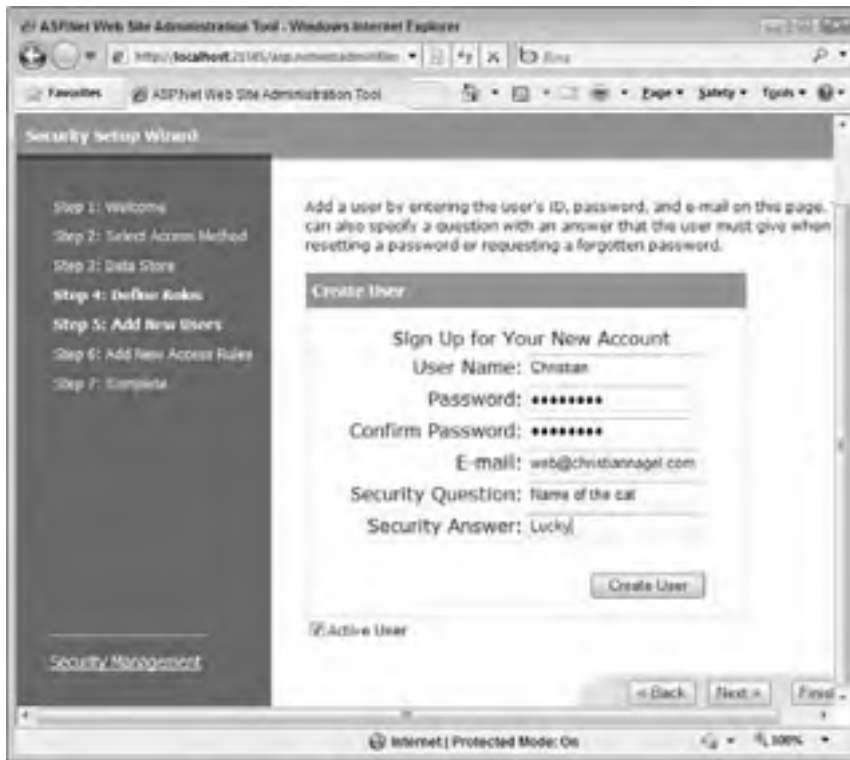 ASP.Net Web Site Administration Tool - Windows Internet Explorer
http://localhost
Bing
Favorites
ASP.Net Web Site Administration Tool
Page
Safety
Tools
Security Setup Wizard
Step 1: Welcome
Step 2: Select Access Method
Step 3: Data Store
Step 4: Define Roles
Step 5: Add New Users
Step 6: Add New Access Rules
Step 7: Complete
Security Management
Add a user by entering the user's ID, password, and e-mail on this page.
can also specify a question with an answer that the user must give when
resetting a password or requesting a forgotten password.
Create User
Sign Up for Your New Account
User Name: Christian
Password: ••••••••
Confirm Password: ••••••••
E-mail: web@christiannagel.com
Security Question: Name of the cat
Security Answer: Lucky
Create User
Active User
< Back
Next >
Finish
Internet | Protected Mode: On
100%